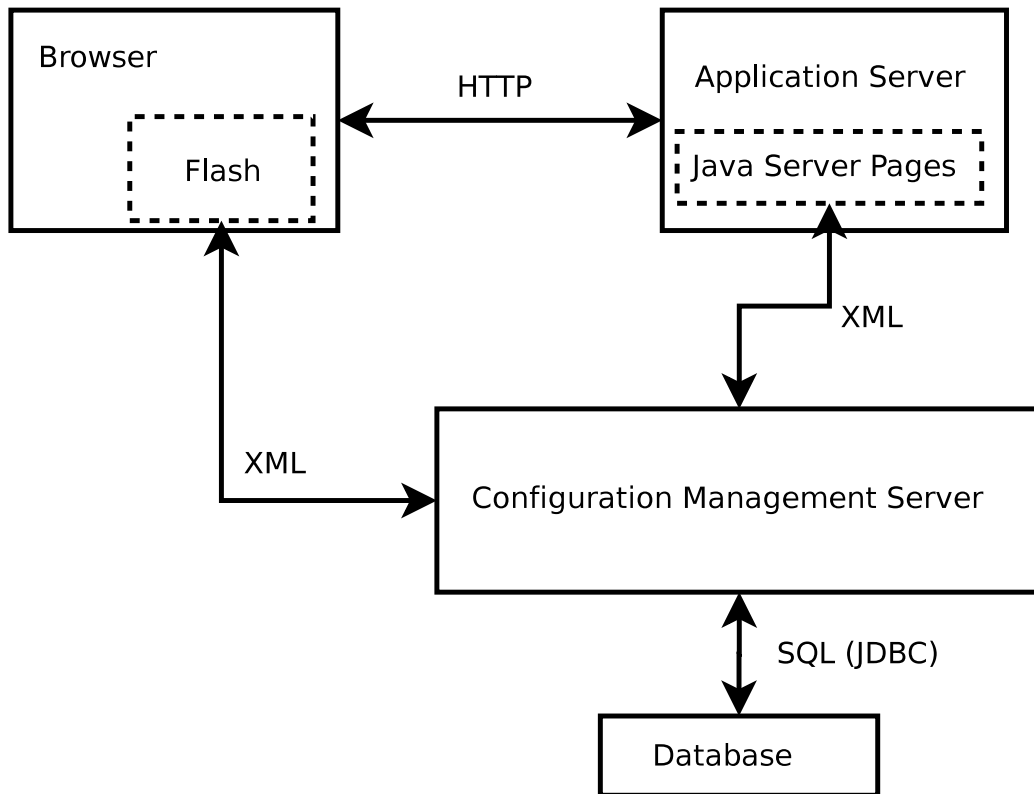 Browser
HTTP
Application Server
Flash
Java Server Pages
XML
XML
Configuration Management Server
SQL (JDBC)
Database